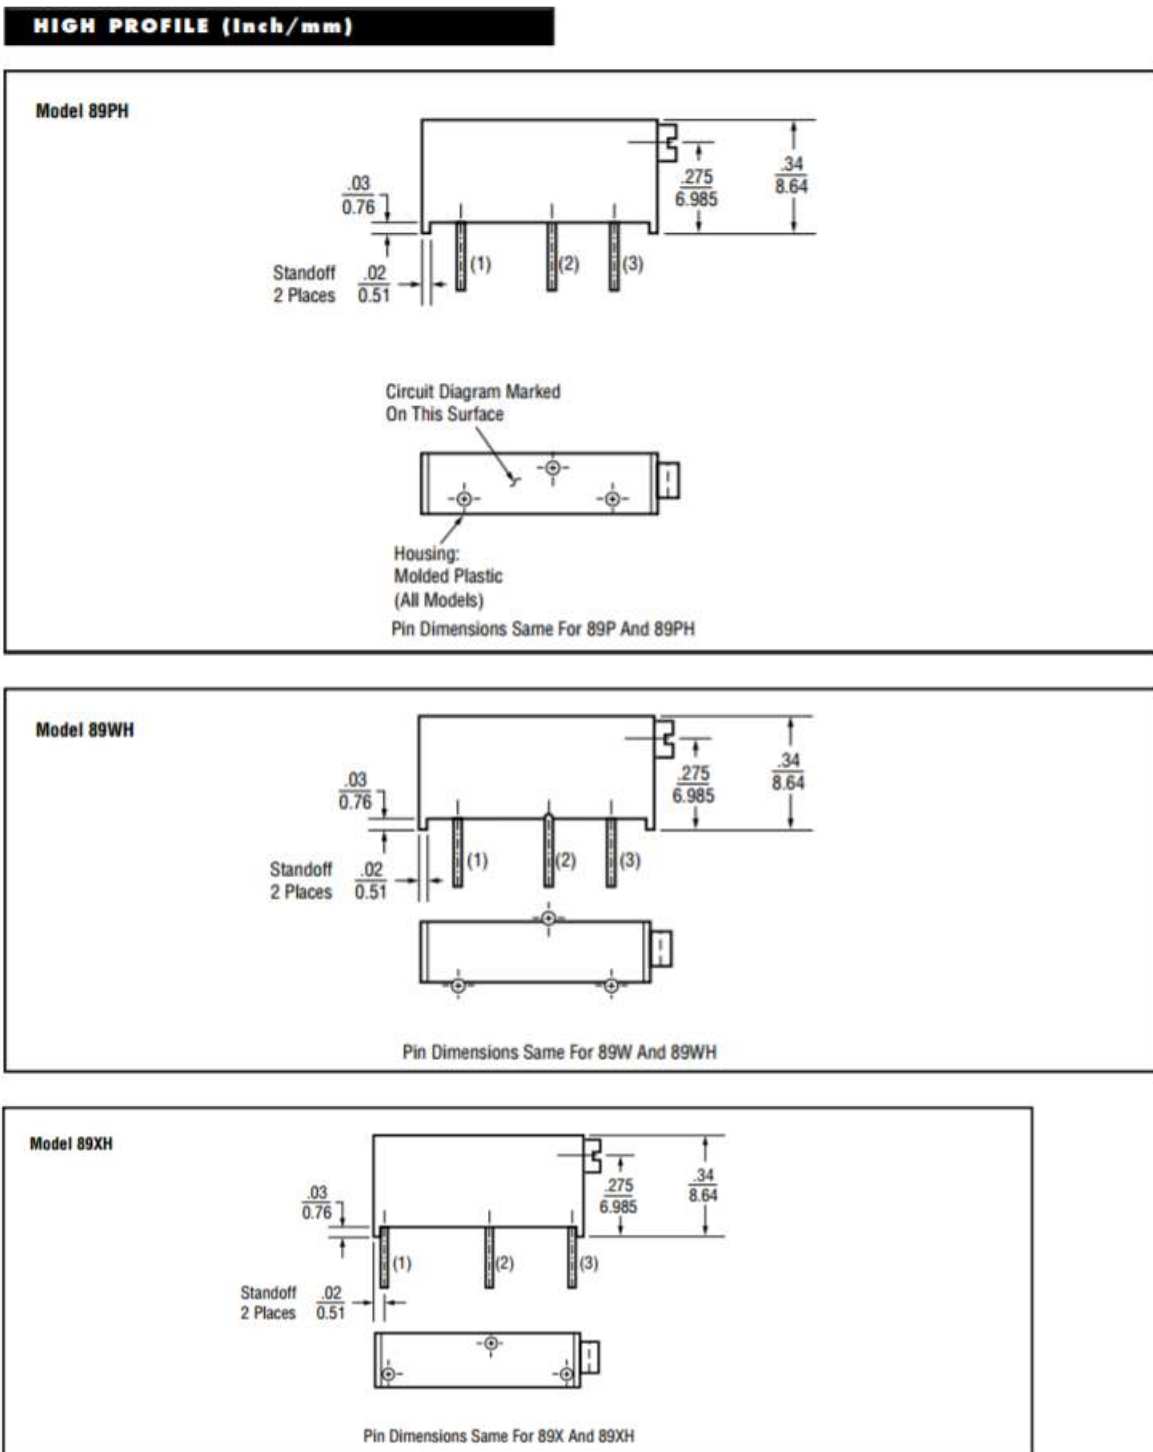 HIGH PROFILE (Inch/mm)
Model 89PH
.03
0.76
.275
6.985
.34
8.64
(1)
(2)
(3)
Standoff
2 Places
.02
0.51
Circuit Diagram Marked
On This Surface
Housing:
Molded Plastic
(All Models)
Pin Dimensions Same For 89P And 89PH
Model 89WH
.03
0.76
.275
6.985
.34
8.64
(1)
(2)
(3)
Standoff
2 Places
.02
0.51
Pin Dimensions Same For 89W And 89WH
Model 89XH
.03
0.76
.275
6.985
.34
8.64
(1)
(2)
(3)
Standoff
2 Places
.02
0.51
Pin Dimensions Same For 89X And 89XH